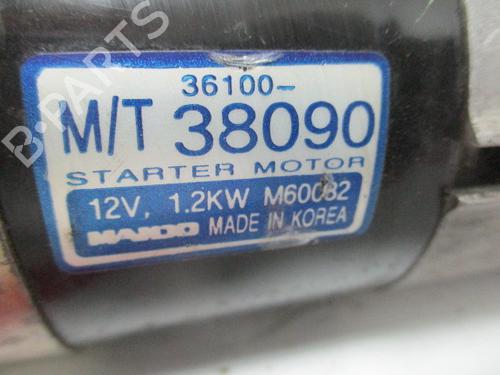 B-PARTS
36100-
M/T 38090
STARTER MOTOR
12V, 1.2KW M60082
MANDO MADE IN KOREA